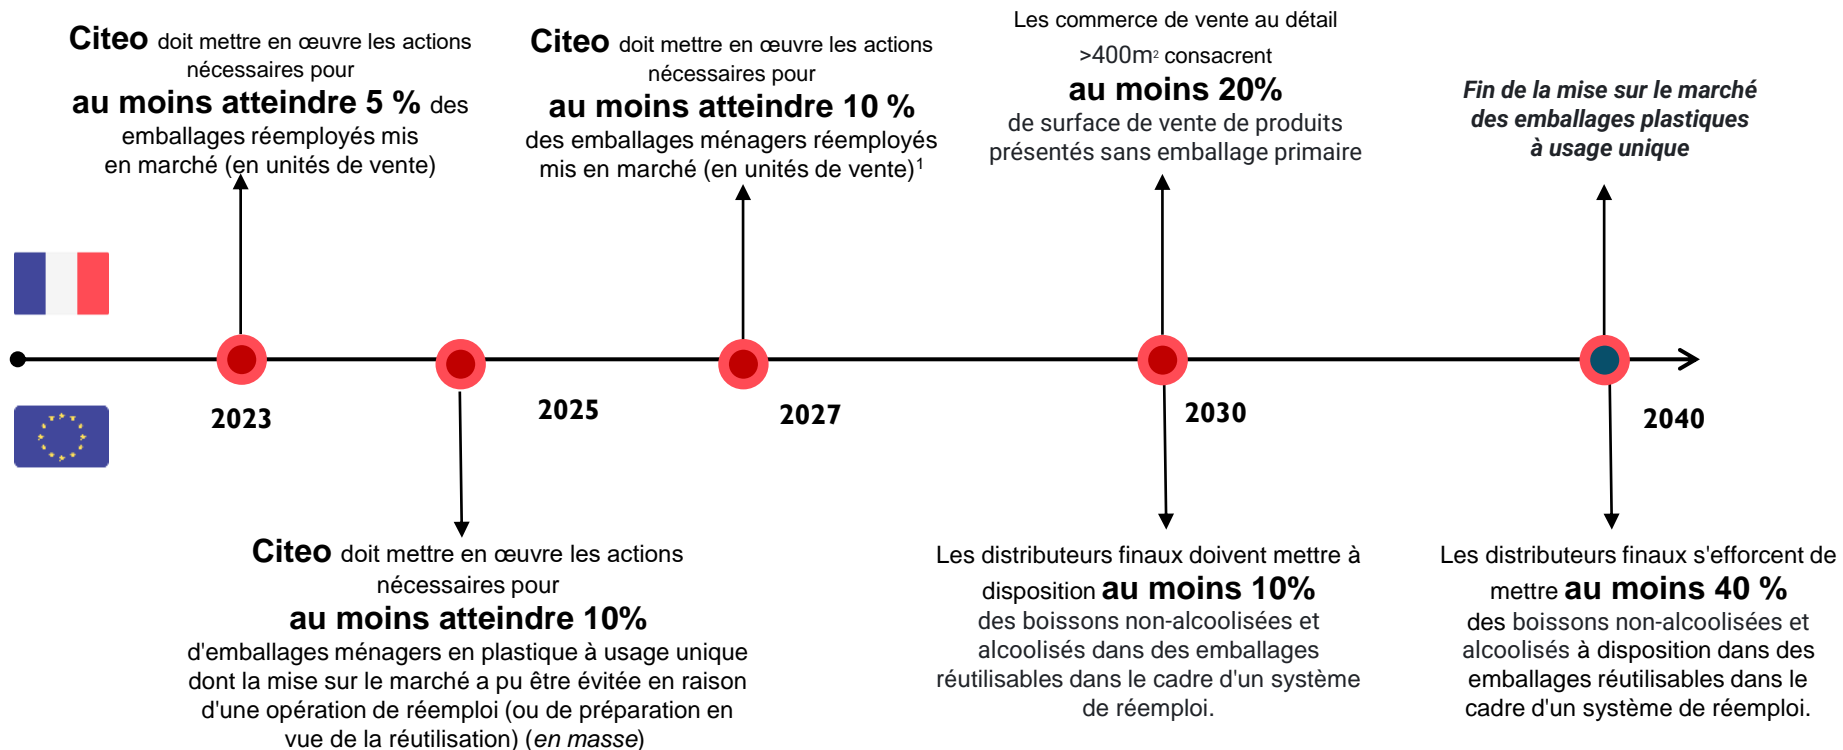 Citeo doit mettre en œuvre les actions
nécessaires pour
au moins atteindre 5 % des
emballages réemployés mis
en marché (en unités de vente)
Citeo doit mettre en œuvre les actions
nécessaires pour
au moins atteindre 10 %
des emballages ménagers réemployés
mis en marché (en unités de vente)¹
Les commerce de vente au détail
>400m² consacrent
au moins 20%
de surface de vente de produits
présentés sans emballage primaire
Fin de la mise sur le marché
des emballages plastiques
à usage unique
2023
2025
2027
2030
2040
Citeo doit mettre en œuvre les actions
nécessaires pour
au moins atteindre 10%
d'emballages ménagers en plastique à usage unique
dont la mise sur le marché a pu être évitée en raison
d'une opération de réemploi (ou de préparation en
vue de la réutilisation) (en masse)
Les distributeurs finaux doivent mettre à
disposition au moins 10%
des boissons non-alcoolisées et
alcoolisés dans des emballages
réutilisables dans le cadre d'un système
de réemploi.
Les distributeurs finaux s'efforcent de
mettre au moins 40 %
des boissons non-alcoolisées et
alcoolisés à disposition dans des
emballages réutilisables dans le
cadre d'un système de réemploi.